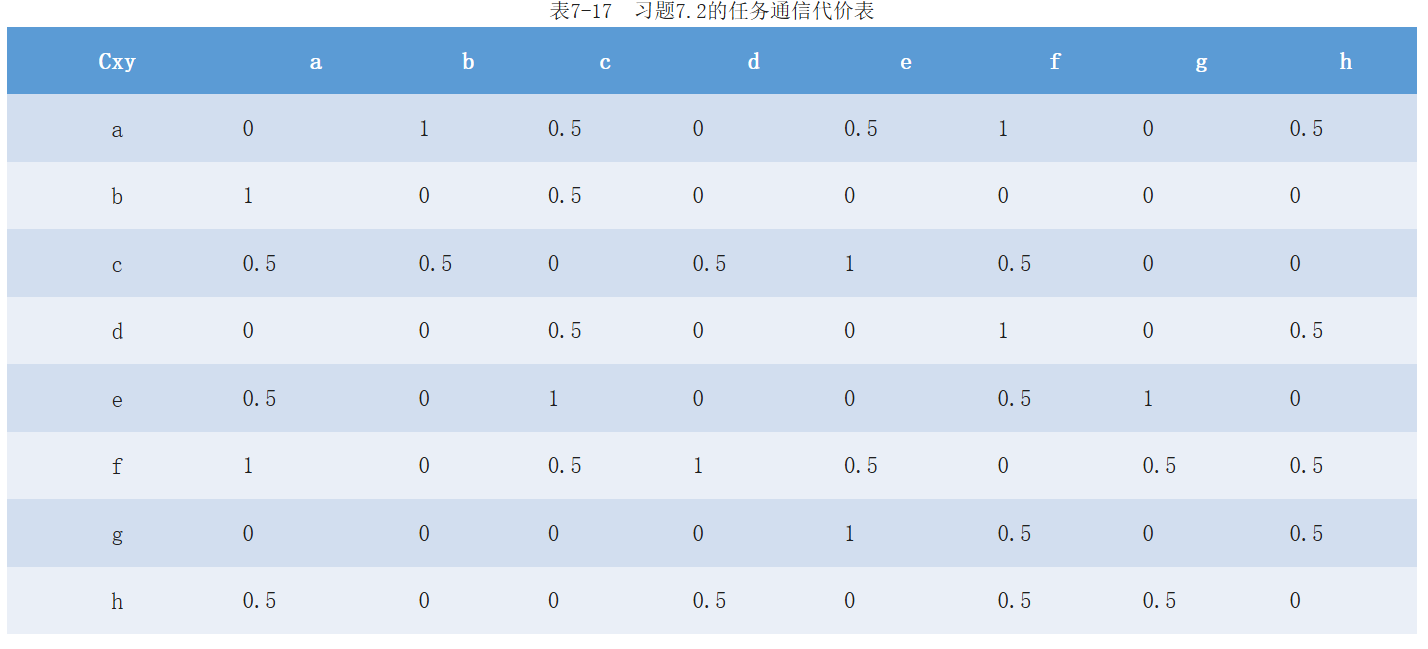 表7-17 习题7.2的任务通信代价表
Cxy a b c d e f g h
a 0 1 0.5 0 0.5 1 0 0.5
b 1 0 0.5 0 0 0 0 0
c 0.5 0.5 0 0.5 1 0.5 0 0
d 0 0 0.5 0 0 1 0 0.5
e 0.5 0 1 0 0 0.5 1 0
f 1 0 0.5 1 0.5 0 0.5 0.5
g 0 0 0 0 1 0.5 0 0.5
h 0.5 0 0 0.5 0 0.5 0.5 0